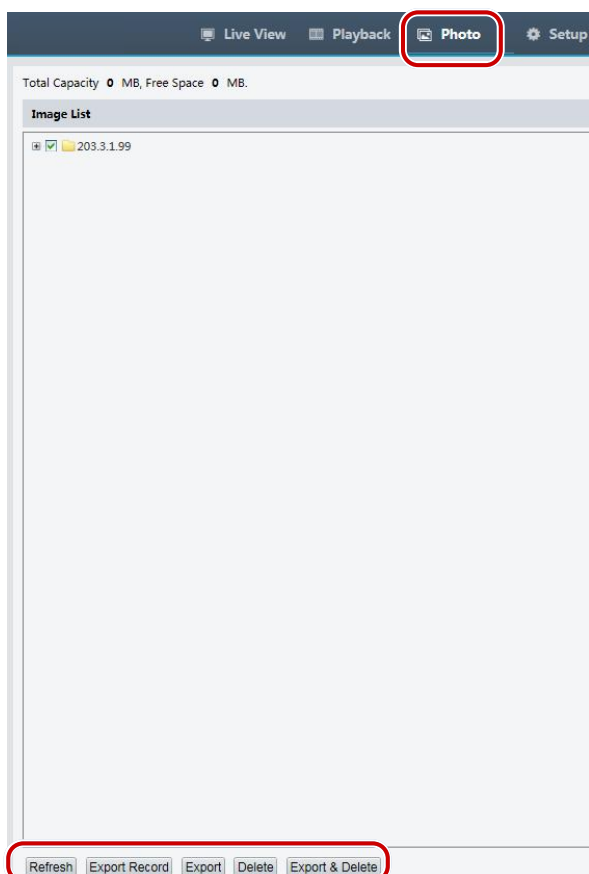 Live View Playback Photo Setup
Total Capacity 0 MB, Free Space 0 MB.
Image List
203.3.1.99
Refresh Export Record Export Delete Export & Delete